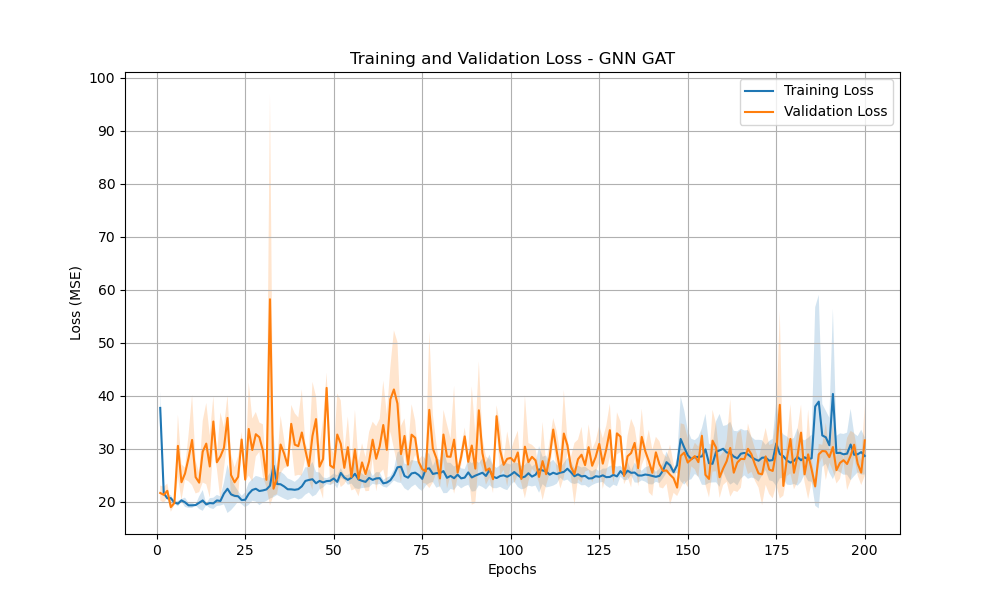 Training and Validation Loss - GNN GAT
Training Loss
Validation Loss
Loss (MSE)
100
90
80
70
60
50
40
30
20
0 25 50 75 100 125 150 175 200
Epochs